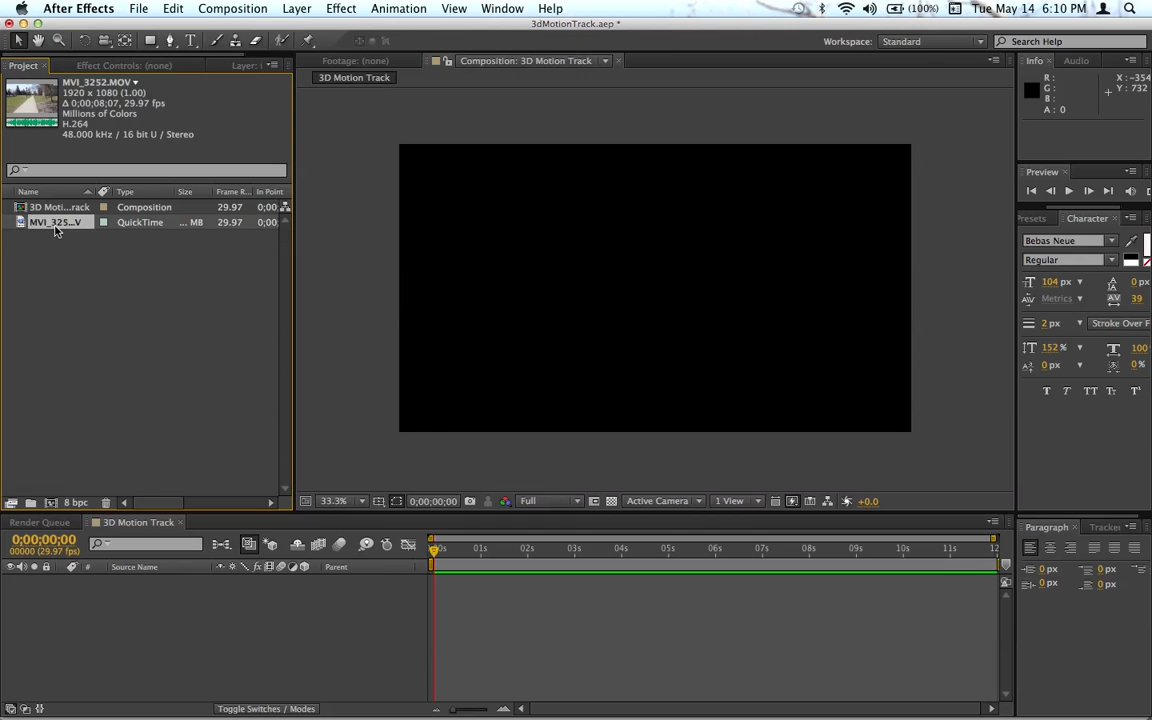 After Effects File Edit Composition Layer Effect Animation View Window Help (100%) Tue May 14 6:10 PM
3dMotionTrack.aep *
Workspace: Standard Search Help
Project Effect Controls: (none) Layer: Footage: (none) Composition: 3D Motion Track Info Audio
MVI_3252.MOV
1920 x 1080 (1.00)
Δ 0;00;08;07, 29.97 fps
Millions of Colors
H.264
48.000 kHz / 16 bit U / Stereo
3D Motion Track
R : X : -354
G : Y : 732
B :
A : 0
Preview
Name Type Size Frame R... In Point
3D Moti...rack Composition 29.97 0;00
MVI_325...V QuickTime ... MB 29.97 0;00
Presets Character
Bebas Neue
Regular
104 px 0 px
Metrics 39
2 px Stroke Over F
152 % 100
0 px 0 %
T T TT Tr T
8 bpc
33.3% 0;00;00;00 Full Active Camera 1 View +0.0
Render Queue 3D Motion Track
0;00;00;00
00000 (29.97 fps)
00s 01s 02s 03s 04s 05s 06s 07s 08s 09s 10s 11s 12
# Source Name Parent
Paragraph Tracker
0 px 0 px
0 px 0 px
Toggle Switches / Modes